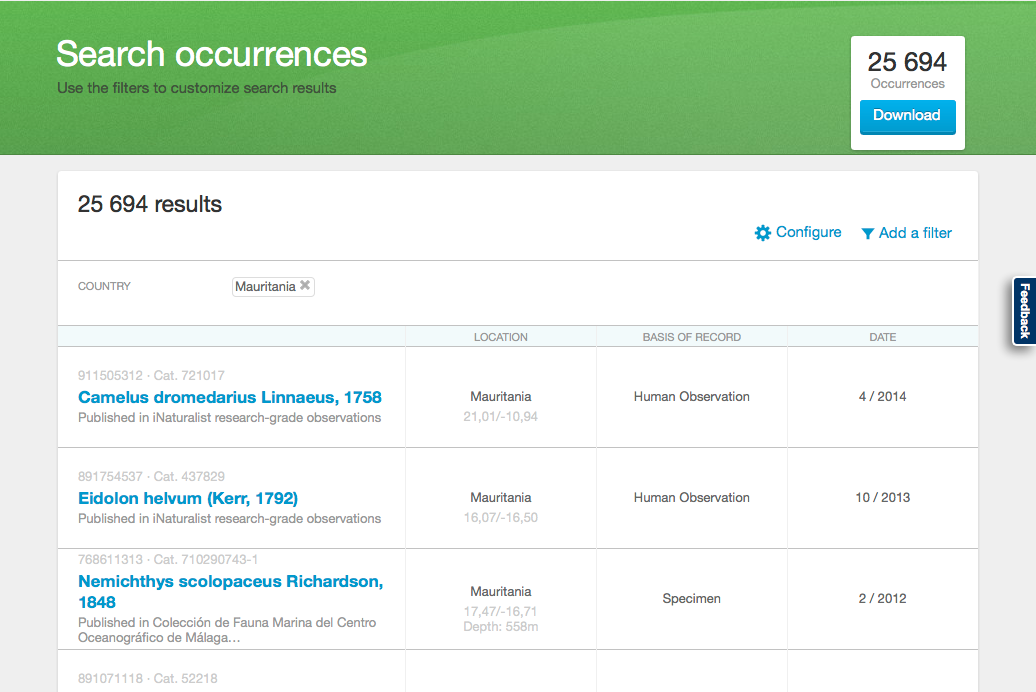 Search occurrences
Use the filters to customize search results
25 694
Occurrences
Download
25 694 results
Configure
Add a filter
COUNTRY
Mauritania
Feedback
LOCATION
BASIS OF RECORD
DATE
911505312 · Cat. 721017
Camelus dromedarius Linnaeus, 1758
Published in iNaturalist research-grade observations
Mauritania
21,01/-10,94
Human Observation
4 / 2014
891754537 · Cat. 437829
Eidolon helvum (Kerr, 1792)
Published in iNaturalist research-grade observations
Mauritania
16,07/-16,50
Human Observation
10 / 2013
768611313 · Cat. 710290743-1
Nemichthys scolopaceus Richardson,
1848
Published in Colección de Fauna Marina del Centro
Oceanográfico de Málaga…
Mauritania
17,47/-16,71
Depth: 558m
Specimen
2 / 2012
891071118 · Cat. 52218